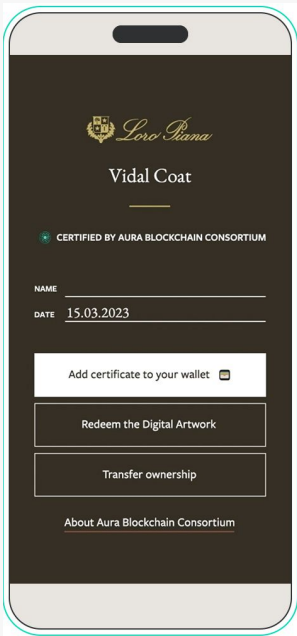 Loro Piana
Vidal Coat
CERTIFIED BY AURA BLOCKCHAIN CONSORTIUM
NAME
DATE 15.03.2023
Add certificate to your wallet
Redeem the Digital Artwork
Transfer ownership
About Aura Blockchain Consortium